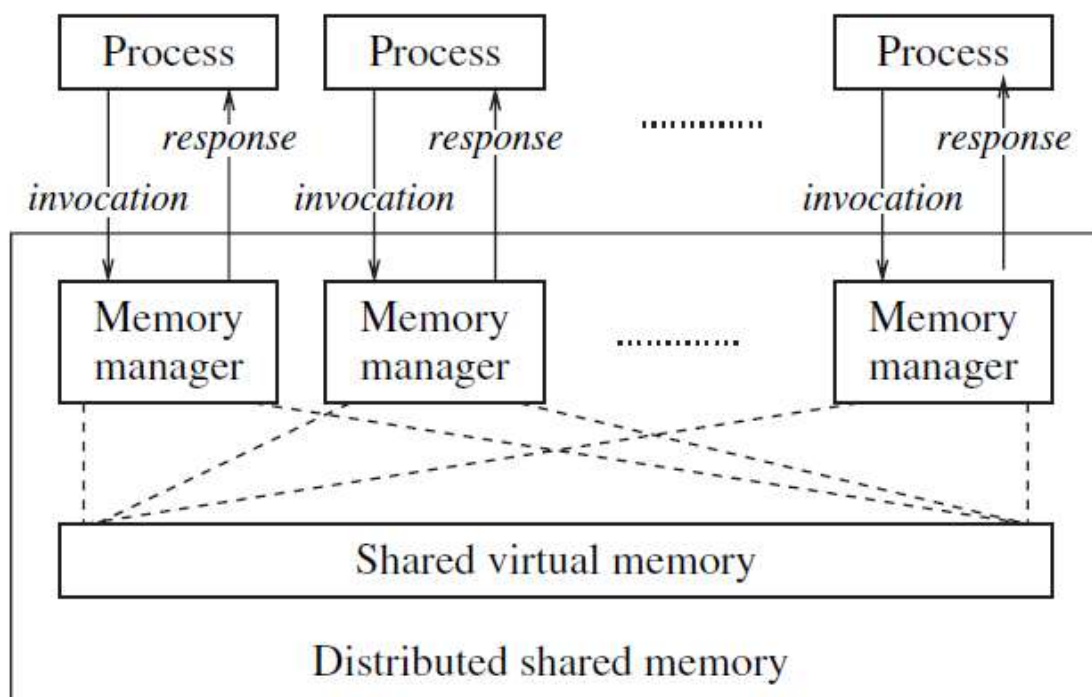 Process Process Process
response response response
invocation invocation invocation
Memory Memory Memory
manager manager manager
Shared virtual memory
Distributed shared memory